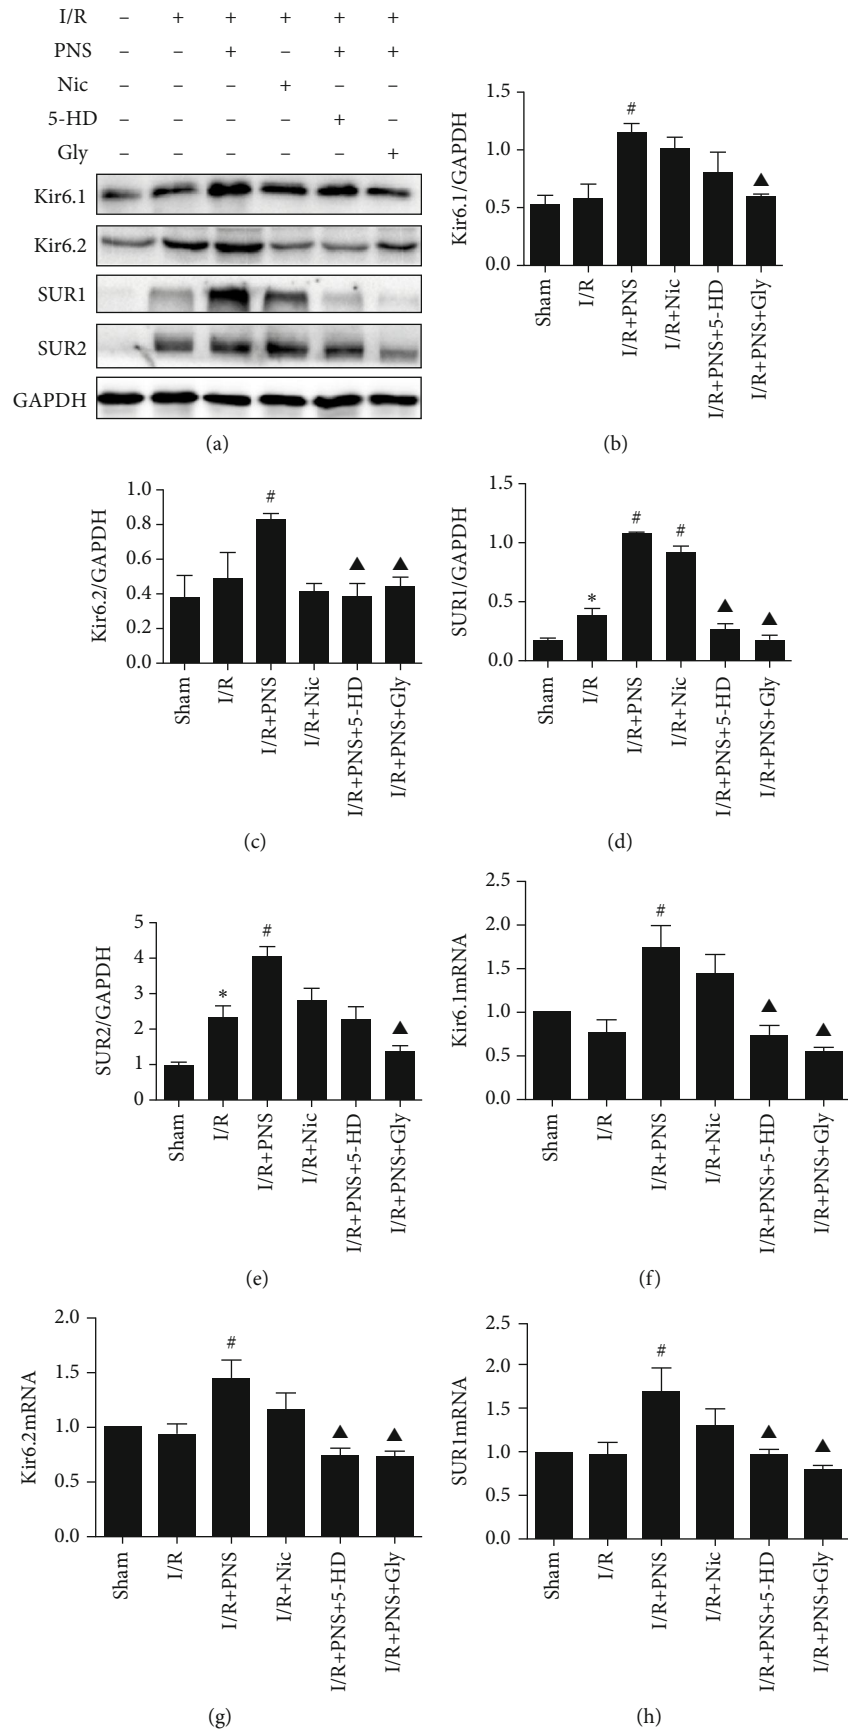 I/R – + + + + +
PNS – – + – + +
Nic – – – + – –
5-HD – – – – + –
Gly – – – – – +
Kir6.1
Kir6.2
SUR1
SUR2
GAPDH
(a)
Kir6.1/GAPDH
1.5
1.0
0.5
0.0
#
▲
Sham
I/R
I/R+PNS
I/R+Nic
I/R+PNS+5-HD
I/R+PNS+Gly
(b)
Kir6.2/GAPDH
1.0
0.8
0.6
0.4
0.2
0.0
#
▲
▲
Sham
I/R
I/R+PNS
I/R+Nic
I/R+PNS+5-HD
I/R+PNS+Gly
(c)
SUR1/GAPDH
1.5
1.0
0.5
0.0
*
#
#
▲
▲
Sham
I/R
I/R+PNS
I/R+Nic
I/R+PNS+5-HD
I/R+PNS+Gly
(d)
SUR2/GAPDH
5
4
3
2
1
0
*
#
▲
Sham
I/R
I/R+PNS
I/R+Nic
I/R+PNS+5-HD
I/R+PNS+Gly
(e)
Kir6.1mRNA
2.5
2.0
1.5
1.0
0.5
0.0
#
▲
▲
Sham
I/R
I/R+PNS
I/R+Nic
I/R+PNS+5-HD
I/R+PNS+Gly
(f)
Kir6.2mRNA
2.0
1.5
1.0
0.5
0.0
#
▲
▲
Sham
I/R
I/R+PNS
I/R+Nic
I/R+PNS+5-HD
I/R+PNS+Gly
(g)
SUR1mRNA
2.5
2.0
1.5
1.0
0.5
0.0
#
▲
▲
Sham
I/R
I/R+PNS
I/R+Nic
I/R+PNS+5-HD
I/R+PNS+Gly
(h)